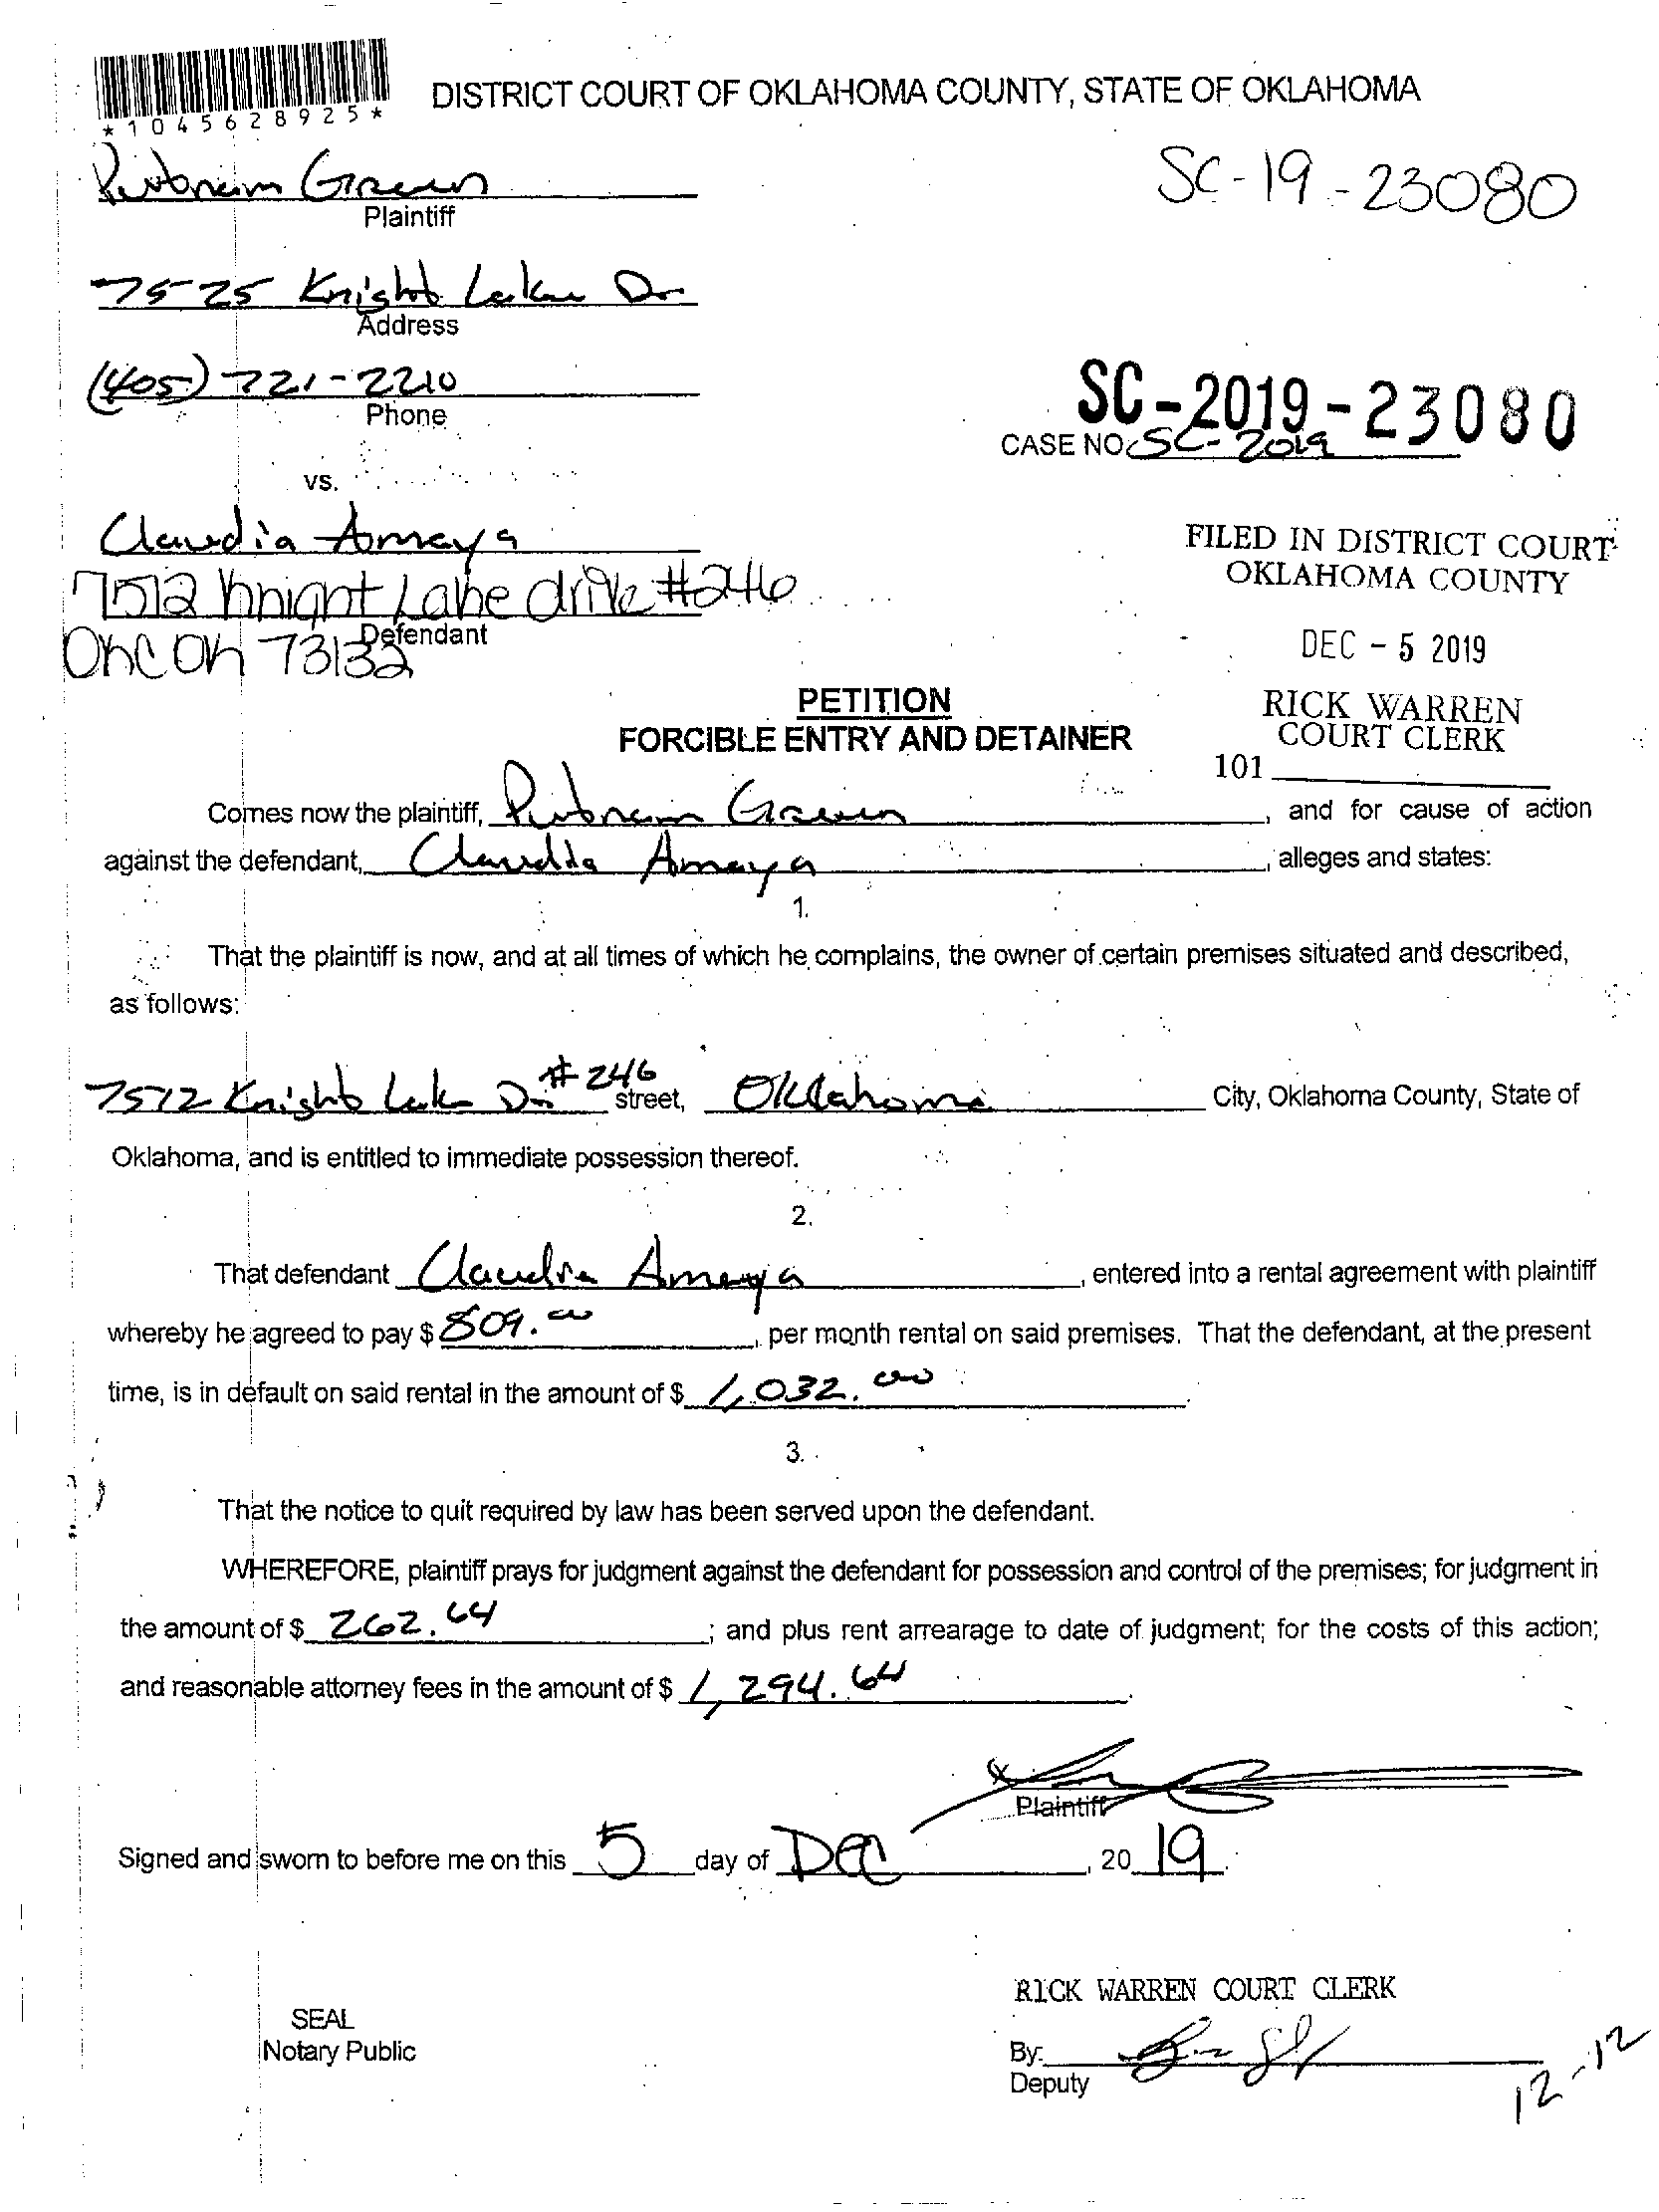 *1045628925*
DISTRICT COURT OF OKLAHOMA COUNTY, STATE OF OKLAHOMA
Putnam Green
Plaintiff
SC-19-23080
7525 Knight Lake Dr
Address
(405) 721-2210
Phone
SC-2019-23080
CASE NO. SC-2019
vs.
Claudia Amaya
7512 Knight Lake drive #246
Defendant
OKC OK 73132
FILED IN DISTRICT COURT
OKLAHOMA COUNTY
DEC - 5 2019
RICK WARREN
COURT CLERK
101
PETITION
FORCIBLE ENTRY AND DETAINER
Comes now the plaintiff, Putnam Green, and for cause of action
against the defendant, Claudia Amaya, alleges and states:
1.
That the plaintiff is now, and at all times of which he complains, the owner of certain premises situated and described,
as follows:
7512 Knight Lake Dr #246 street, Oklahoma City, Oklahoma County, State of
Oklahoma, and is entitled to immediate possession thereof.
2.
That defendant Claudia Amaya, entered into a rental agreement with plaintiff
whereby he agreed to pay $ 809.00, per month rental on said premises. That the defendant, at the present
time, is in default on said rental in the amount of $ 1,032.00.
3.
That the notice to quit required by law has been served upon the defendant.
WHEREFORE, plaintiff prays for judgment against the defendant for possession and control of the premises; for judgment in
the amount of $ 262.64; and plus rent arrearage to date of judgment; for the costs of this action;
and reasonable attorney fees in the amount of $ 1,294.64.
Plaintiff
Signed and sworn to before me on this 5 day of Dec, 2019.
RICK WARREN COURT CLERK
SEAL
Notary Public
By:
Deputy
12-12